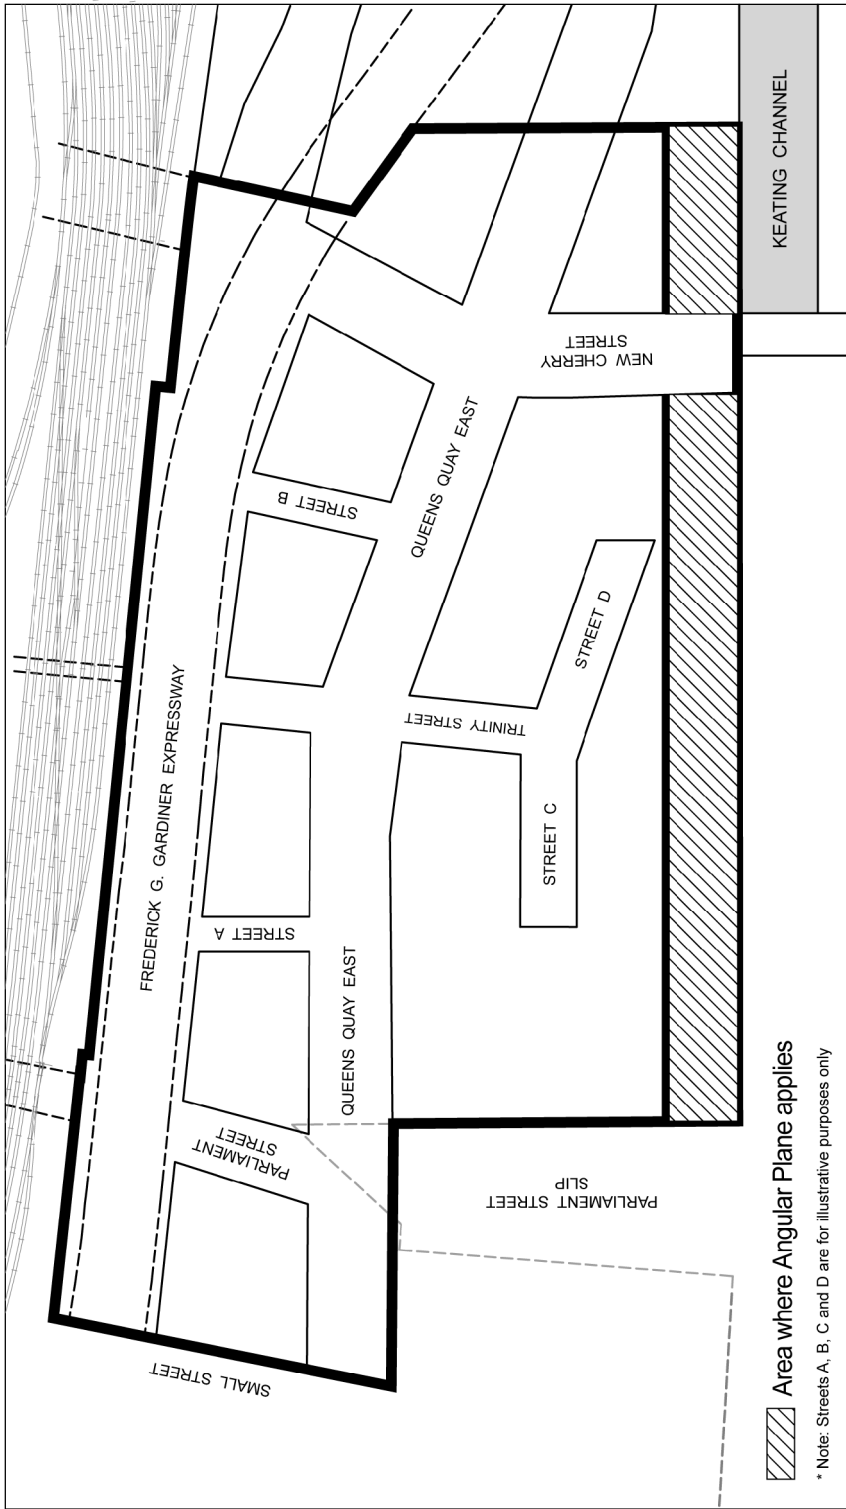 FREDERICK G. GARDINER EXPRESSWAY
SMALL STREET
PARLIAMENT
STREET
STREET A
STREET B
QUEENS QUAY EAST
QUEENS QUAY EAST
TRINITY STREET
STREET C
STREET D
NEW CHERRY
STREET
PARLIAMENT STREET
SLIP
KEATING CHANNEL
Area where Angular Plane applies
* Note: Streets A, B, C and D are for illustrative purposes only